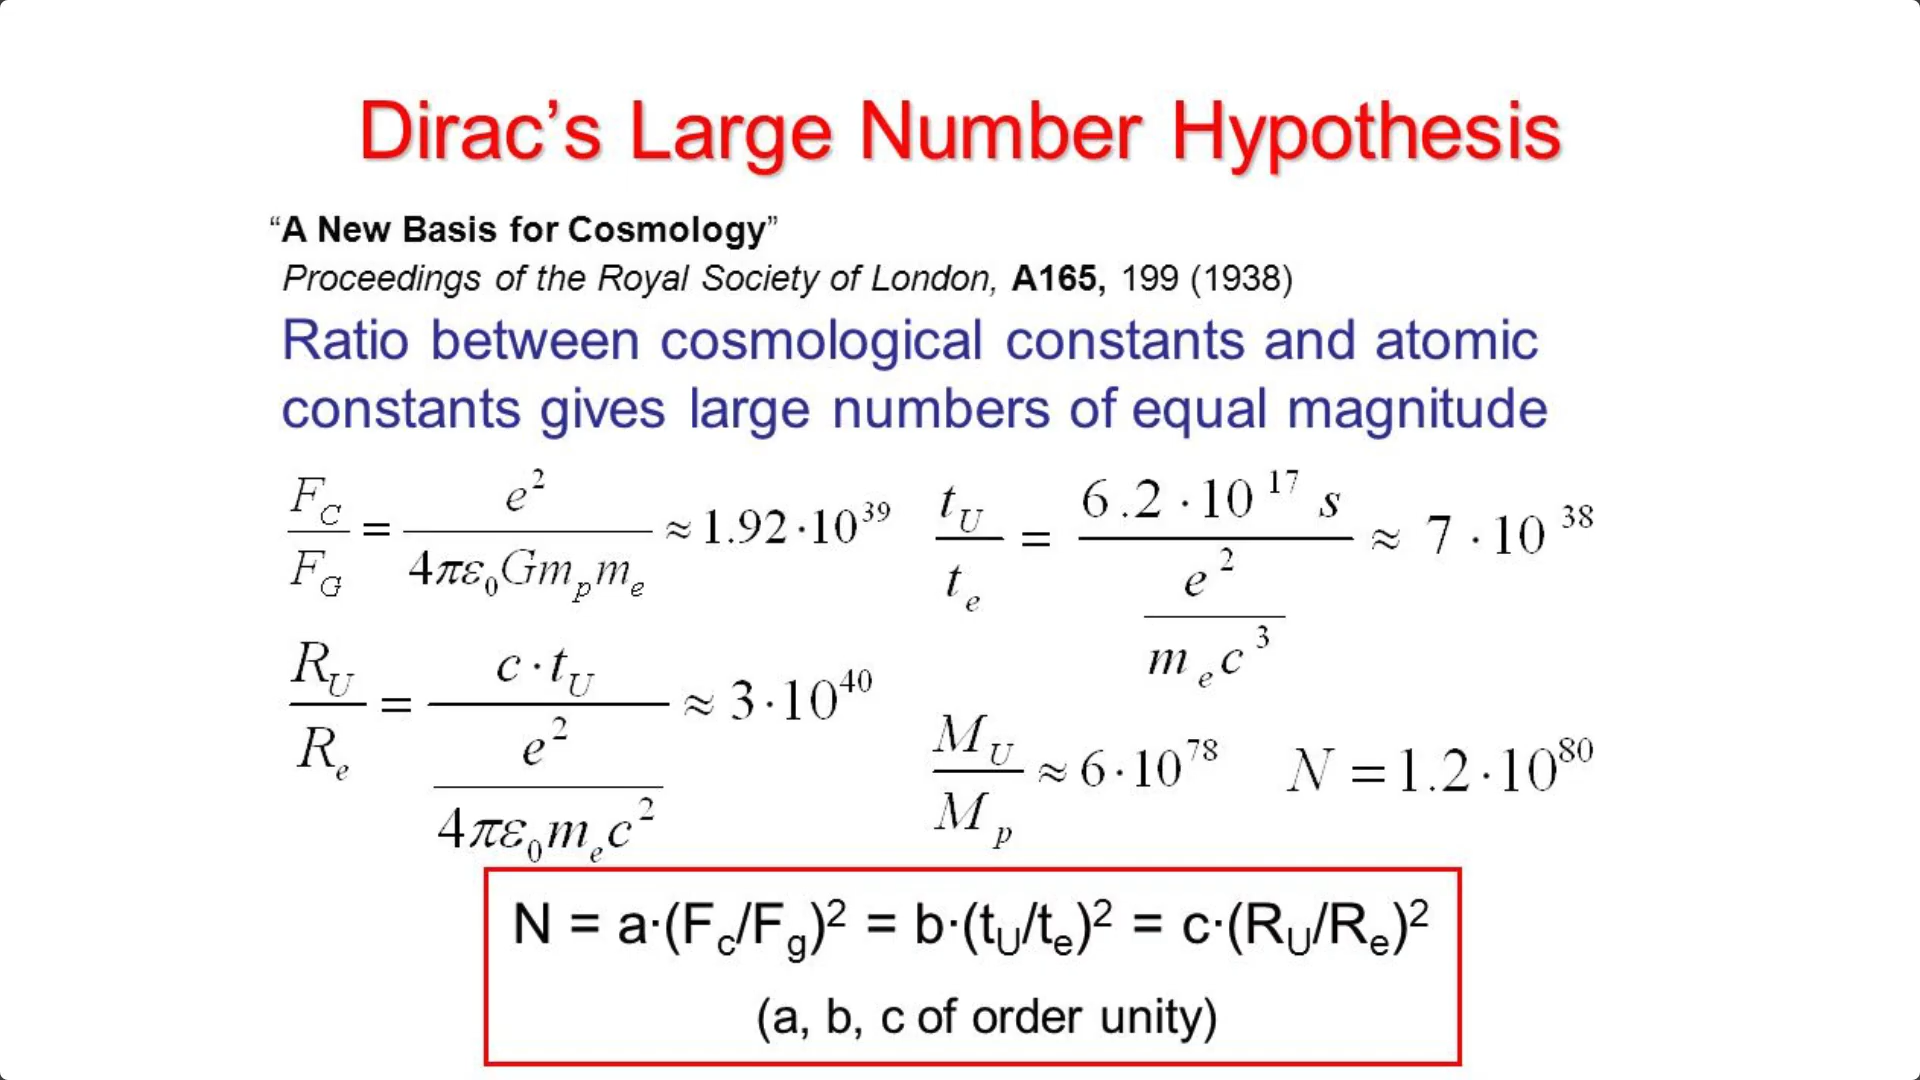 Dirac’s Large Number Hypothesis
“A New Basis for Cosmology”
Proceedings of the Royal Society of London, A165, 199 (1938)
Ratio between cosmological constants and atomic
constants gives large numbers of equal magnitude
F_C/F_G = e²/(4πε₀Gm_p m_e) ≈ 1.92·10³⁹
t_U/t_e = 6.2·10¹⁷ s/(e²/(m_e c³)) ≈ 7·10³⁸
R_U/R_e = c·t_U/(e²/(4πε₀m_e c²)) ≈ 3·10⁴⁰
M_U/M_p ≈ 6·10⁷⁸ N = 1.2·10⁸⁰
N = a·(F_c/F_g)² = b·(t_U/t_e)² = c·(R_U/R_e)²
(a, b, c of order unity)